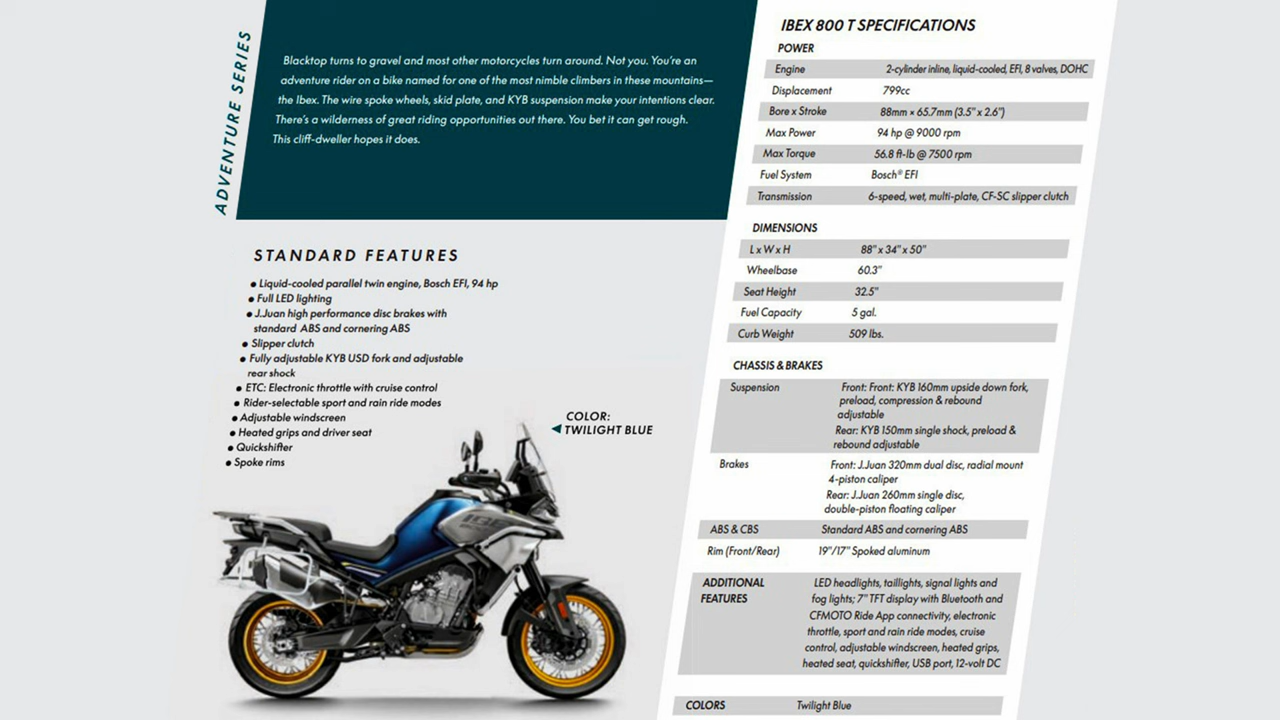 ADVENTURE SERIES
Blacktop turns to gravel and most other motorcycles turn around. Not you. You're an
adventure rider on a bike named for one of the most nimble climbers in these mountains—
the Ibex. The wire spoke wheels, skid plate, and KYB suspension make your intentions clear.
There's a wilderness of great riding opportunities out there. You bet it can get rough.
This cliff-dweller hopes it does.
STANDARD FEATURES
• Liquid-cooled parallel twin engine, Bosch EFI, 94 hp
• Full LED lighting
• J.Juan high performance disc brakes with
standard ABS and cornering ABS
• Slipper clutch
• Fully adjustable KYB USD fork and adjustable
rear shock
• ETC: Electronic throttle with cruise control
• Rider-selectable sport and rain ride modes
• Adjustable windscreen
• Heated grips and driver seat
• Quickshifter
• Spoke rims
COLOR:
TWILIGHT BLUE
IBEX 800 T SPECIFICATIONS
POWER
Engine 2-cylinder inline, liquid-cooled, EFI, 8 valves, DOHC
Displacement 799cc
Bore x Stroke 88mm × 65.7mm (3.5" x 2.6")
Max Power 94 hp @ 9000 rpm
Max Torque 56.8 ft-lb @ 7500 rpm
Fuel System Bosch® EFI
Transmission 6-speed, wet, multi-plate, CF-SC slipper clutch
DIMENSIONS
L x W x H 88" x 34" x 50"
Wheelbase 60.3"
Seat Height 32.5"
Fuel Capacity 5 gal.
Curb Weight 509 lbs.
CHASSIS & BRAKES
Suspension Front: Front: KYB 160mm upside down fork,
preload, compression & rebound
adjustable
Rear: KYB 150mm single shock, preload &
rebound adjustable
Brakes Front: J.Juan 320mm dual disc, radial mount
4-piston caliper
Rear: J.Juan 260mm single disc,
double-piston floating caliper
ABS & CBS Standard ABS and cornering ABS
Rim (Front/Rear) 19"/17" Spoked aluminum
ADDITIONAL LED headlights, taillights, signal lights and
FEATURES fog lights; 7" TFT display with Bluetooth and
CFMOTO Ride App connectivity, electronic
throttle, sport and rain ride modes, cruise
control, adjustable windscreen, heated grips,
heated seat, quickshifter, USB port, 12-volt DC
COLORS Twilight Blue